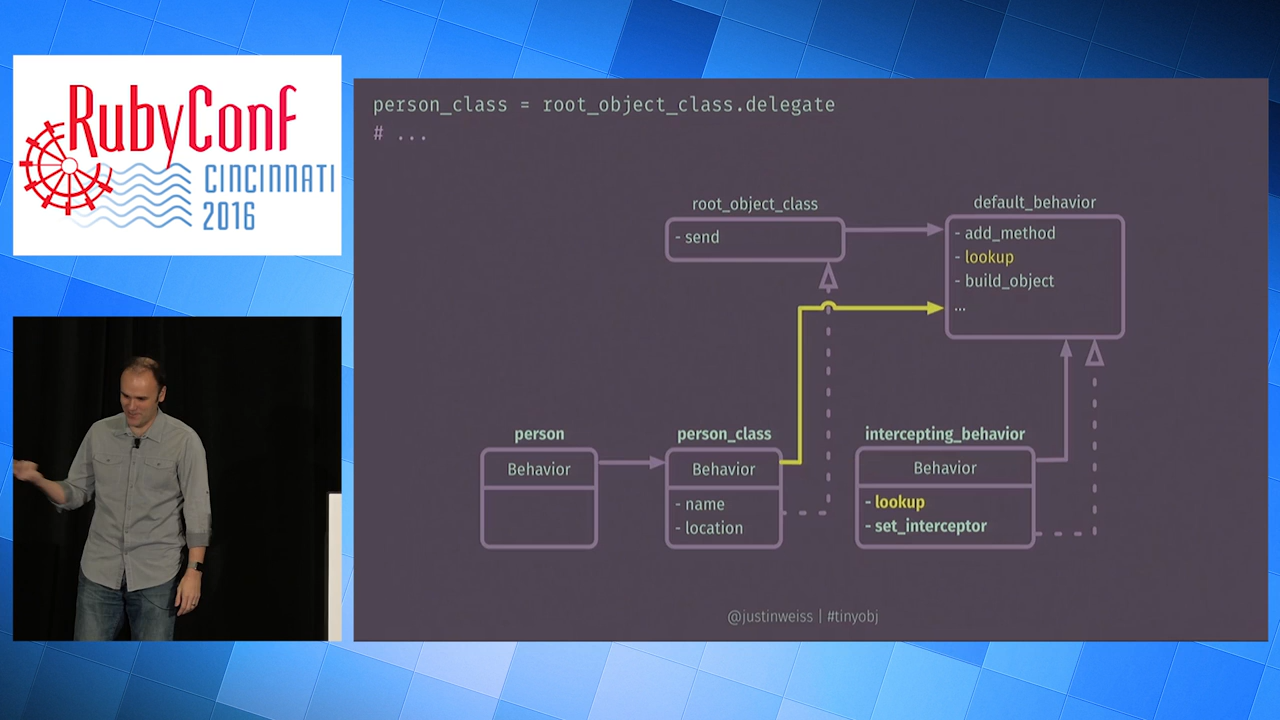 RubyConf
CINCINNATI
2016
person_class = root_object_class.delegate
# ...
root_object_class
- send
default_behavior
- add_method
- lookup
- build_object
...
person
Behavior
person_class
Behavior
- name
- location
intercepting_behavior
Behavior
- lookup
- set_interceptor
@justinweiss | #tinyobj